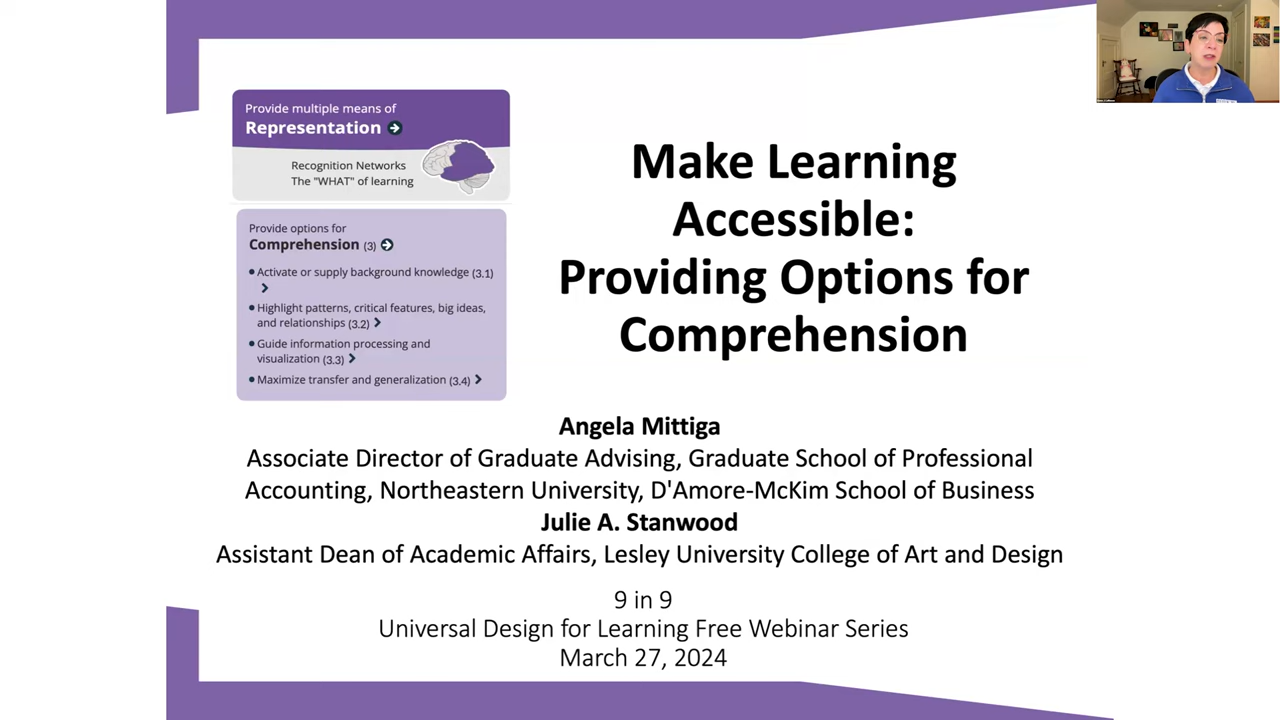 Provide multiple means of
Representation
Recognition Networks
The "WHAT" of learning
Provide options for
Comprehension (3)
Activate or supply background knowledge (3.1)
Highlight patterns, critical features, big ideas,
and relationships (3.2)
Guide information processing and
visualization (3.3)
Maximize transfer and generalization (3.4)
Make Learning
Accessible:
Providing Options for
Comprehension
Angela Mittiga
Associate Director of Graduate Advising, Graduate School of Professional
Accounting, Northeastern University, D'Amore-McKim School of Business
Julie A. Stanwood
Assistant Dean of Academic Affairs, Lesley University College of Art and Design
9 in 9
Universal Design for Learning Free Webinar Series
March 27, 2024